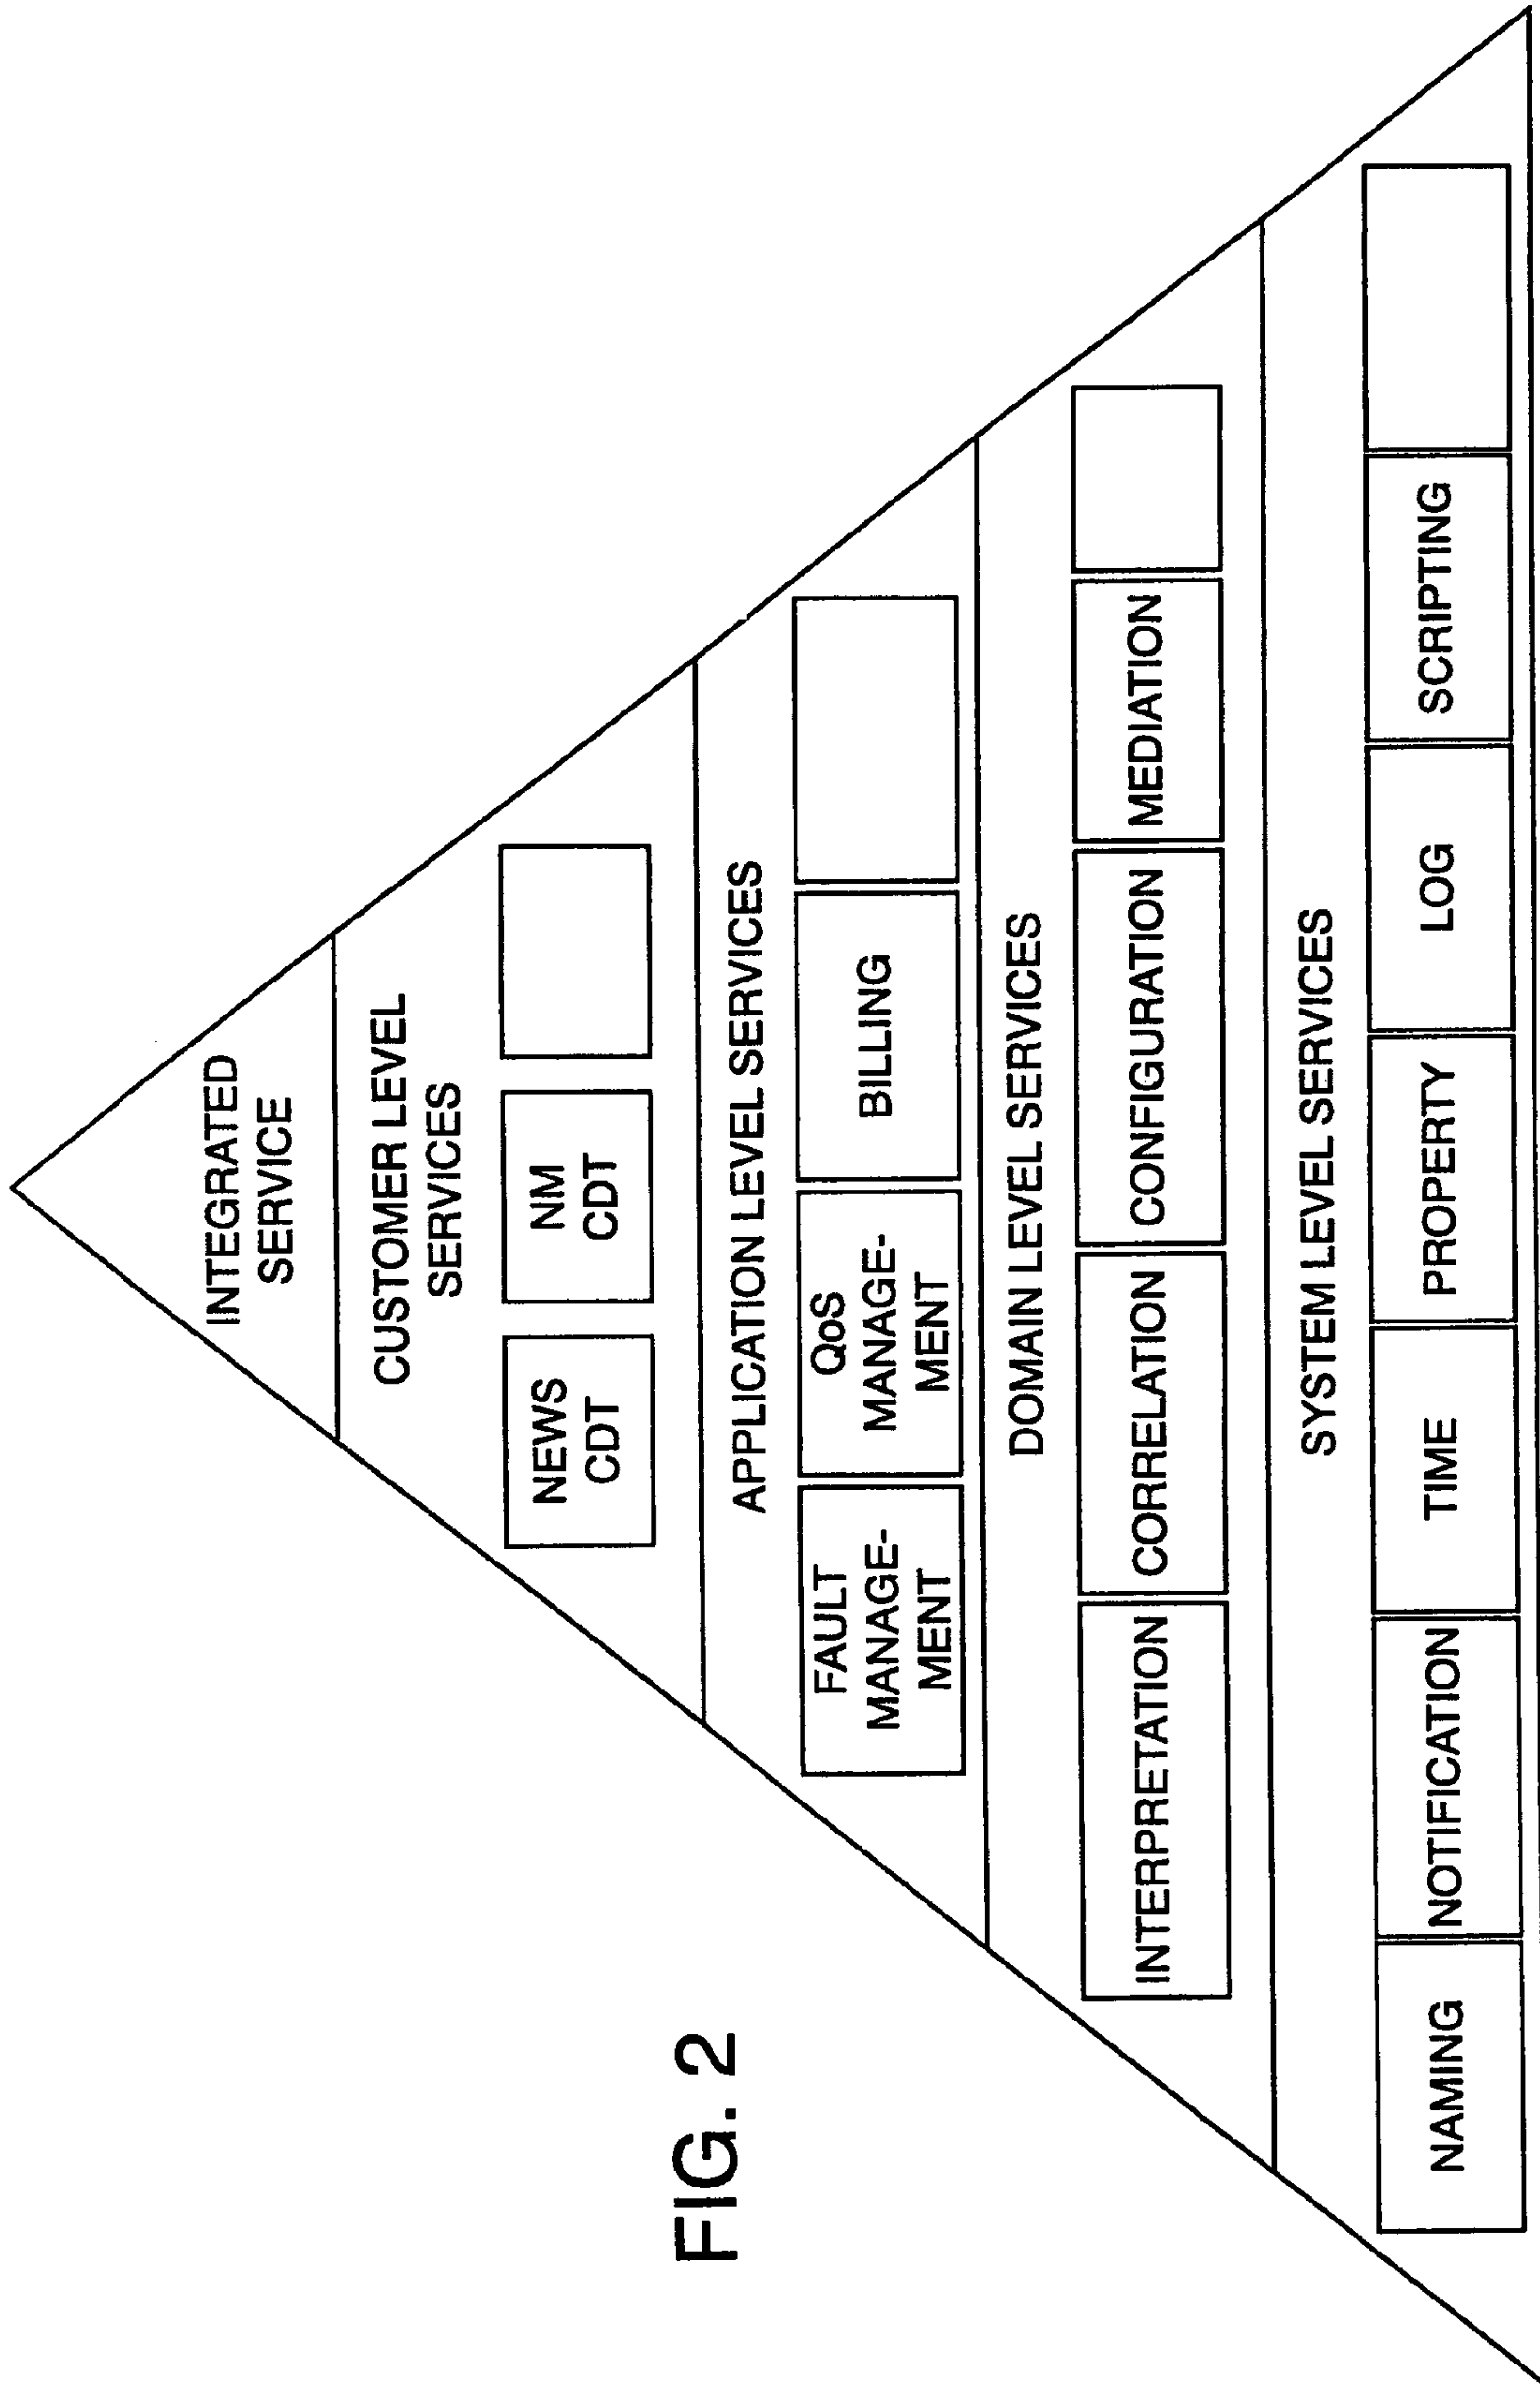 INTEGRATED
SERVICE
CUSTOMER LEVEL
SERVICES
NEWS
CDT
NM
CDT
APPLICATION LEVEL SERVICES
FAULT
MANAGE-
MENT
QoS
MANAGE-
MENT
BILLING
DOMAIN LEVEL SERVICES
INTERPRETATION
CORRELATION
CONFIGURATION
MEDIATION
SYSTEM LEVEL SERVICES
NAMING
NOTIFICATION
TIME
PROPERTY
LOG
SCRIPTING
FIG. 2